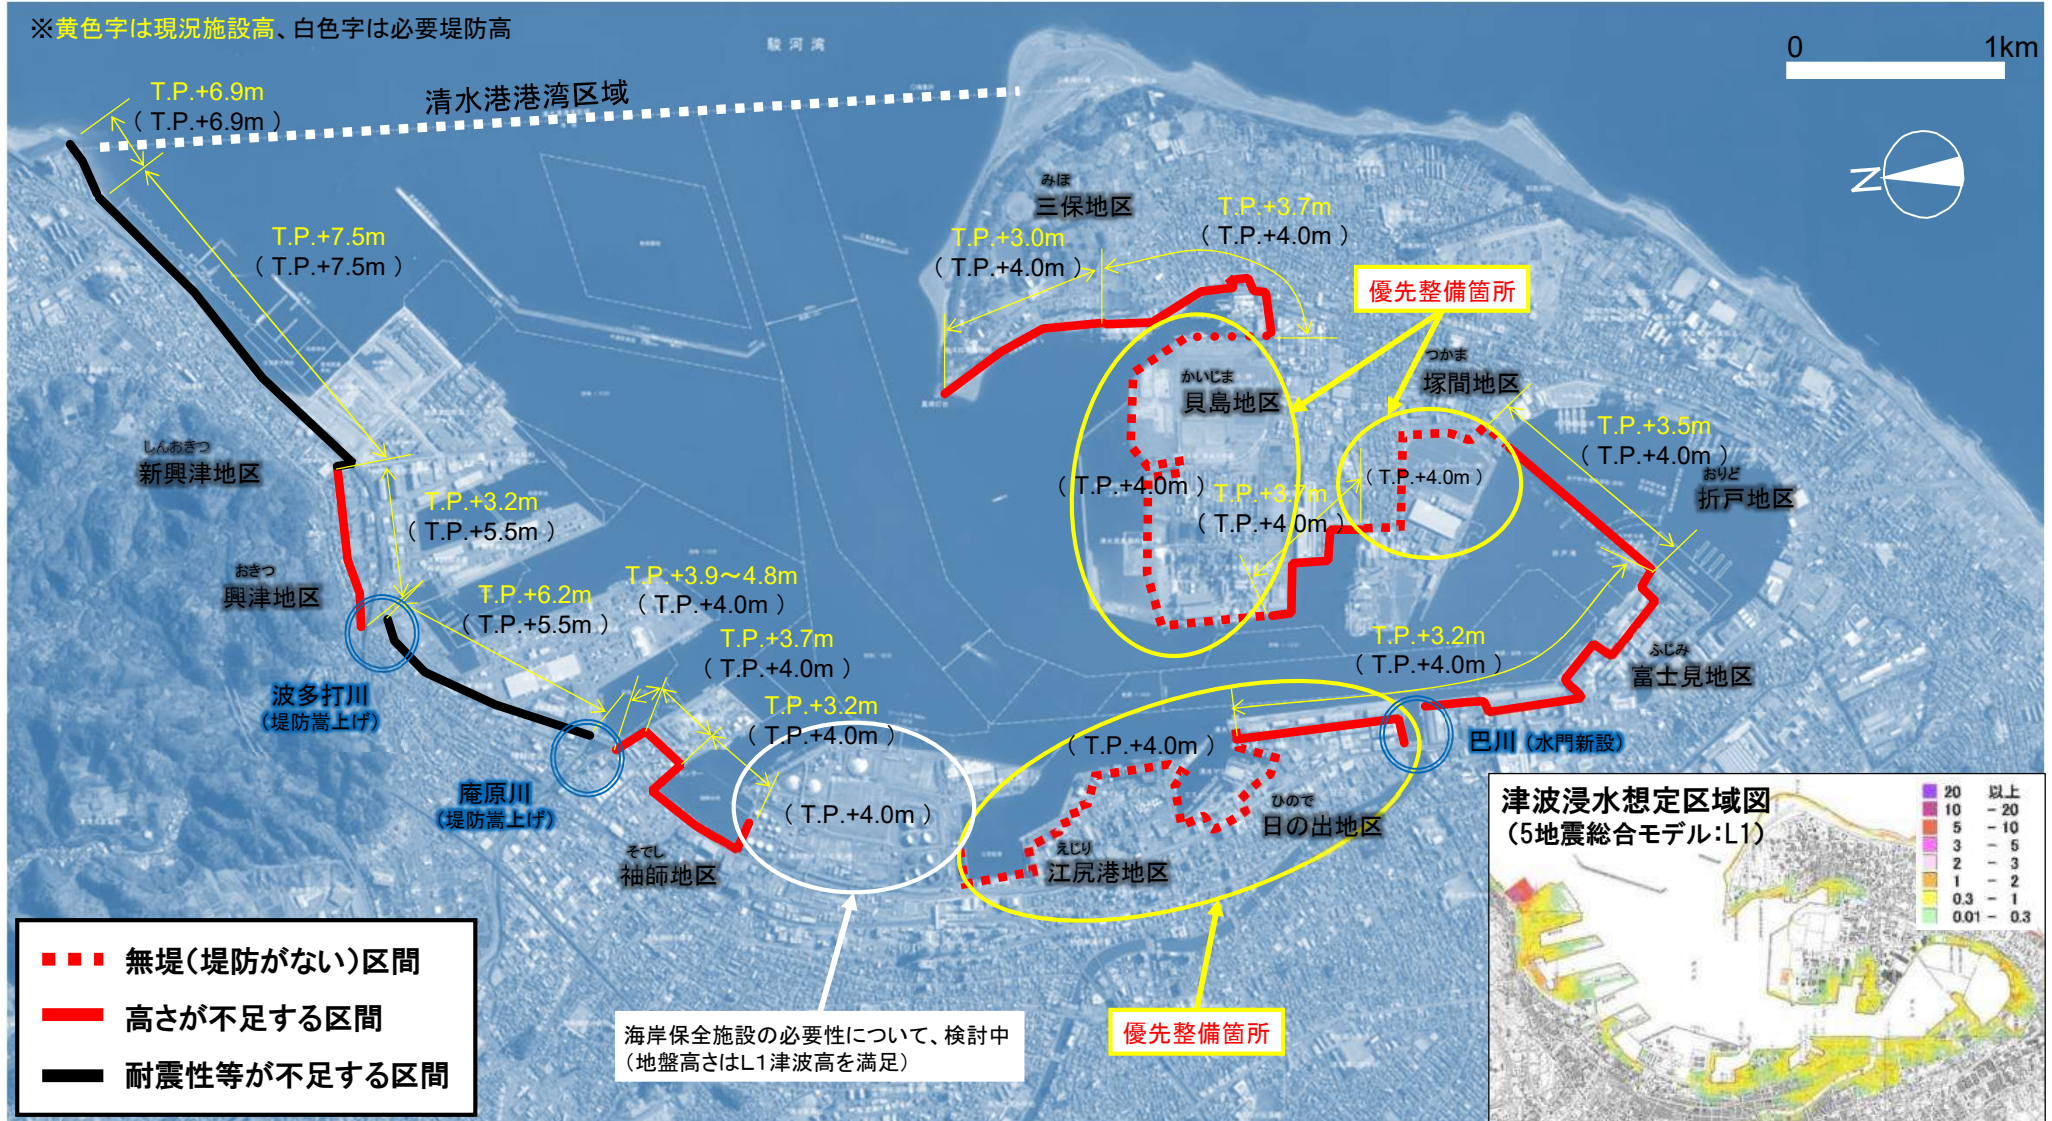 ※黄色字は現況施設高、白色字は必要堤防高
駿河湾
0 1km
清水港港湾区域
N
T.P.+6.9m
( T.P.+6.9m )
T.P.+7.5m
( T.P.+7.5m )
みほ
三保地区
T.P.+3.0m
( T.P.+4.0m )
T.P.+3.7m
( T.P.+4.0m )
優先整備箇所
かいじま
貝島地区
つかま
塚間地区
T.P.+3.5m
( T.P.+4.0m )
おりど
折戸地区
( T.P.+4.0m )
T.P.+3.7m
( T.P.+4.0m )
( T.P.+4.0m )
しんおきつ
新興津地区
T.P.+3.2m
( T.P.+5.5m )
おきつ
興津地区
T.P.+6.2m
( T.P.+5.5m )
T.P.+3.9～4.8m
( T.P.+4.0m )
T.P.+3.7m
( T.P.+4.0m )
T.P.+3.2m
( T.P.+4.0m )
T.P.+3.2m
( T.P.+4.0m )
ふじみ
富士見地区
波多打川
(堤防嵩上げ)
庵原川
(堤防嵩上げ)
巴川 (水門新設)
( T.P.+4.0m )
( T.P.+4.0m )
ひので
日の出地区
えじり
江尻港地区
そでし
袖師地区
優先整備箇所
海岸保全施設の必要性について、検討中
(地盤高さはL1津波高を満足)
無堤(堤防がない)区間
高さが不足する区間
耐震性等が不足する区間
津波浸水想定区域図
(5地震総合モデル:L1)
20 以上
10 - 20
5 - 10
3 - 5
2 - 3
1 - 2
0.3 - 1
0.01 - 0.3